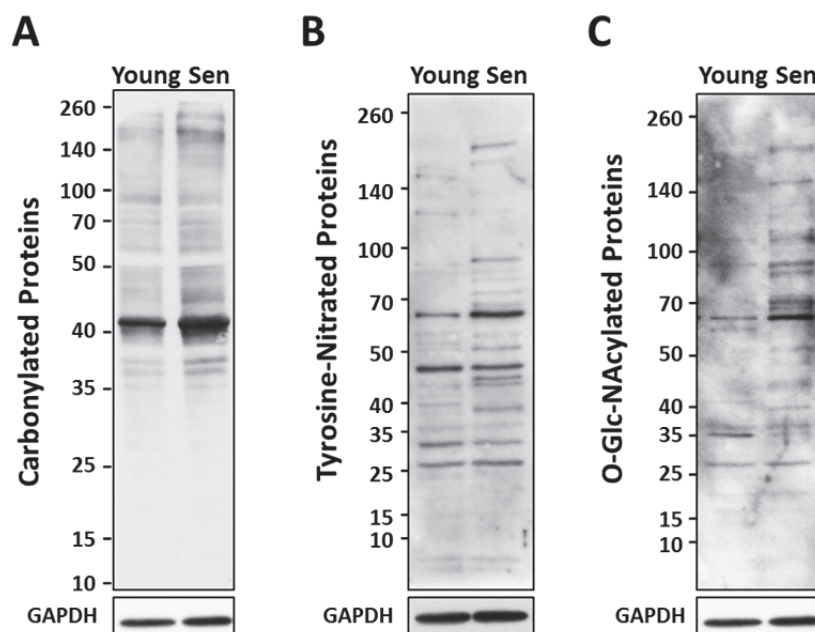 A
Young Sen
Carbonylated Proteins
260
140
100
70
50
40
35
25
15
10
GAPDH
B
Young Sen
Tyrosine-Nitrated Proteins
260
140
100
70
50
40
35
25
15
10
GAPDH
C
Young Sen
O-Glc-NAcylated Proteins
260
140
100
70
50
40
35
25
15
10
GAPDH